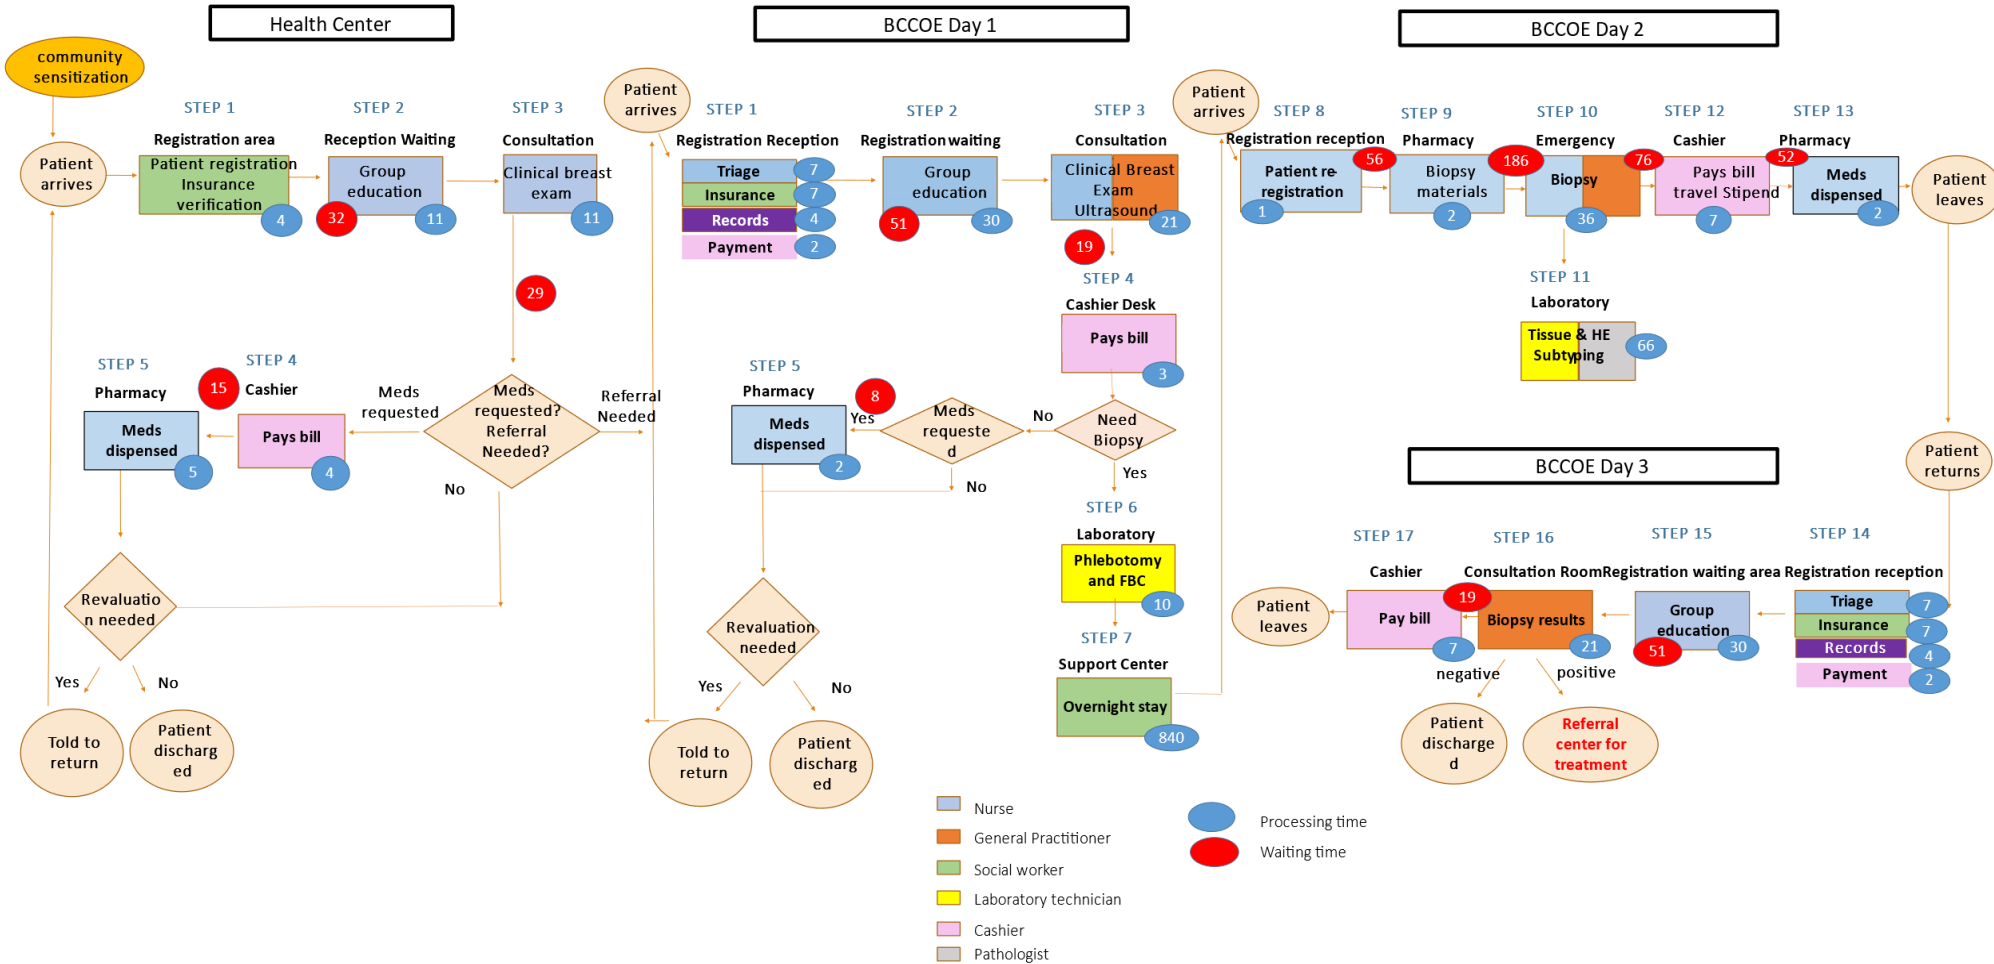 Health Center
BCCOE Day 1
BCCOE Day 2
community
sensitization
Patient
arrives
STEP 1
Registration area
Patient registration
Insurance
verification
4
STEP 2
Reception Waiting
Group
education
32
11
STEP 3
Consultation
Clinical breast
exam
11
29
Meds
requested?
Referral
Needed?
Meds
requested
Referral
Needed
No
STEP 4
Cashier
15
Pays bill
4
STEP 5
Pharmacy
Meds
dispensed
5
Revaluatio
n needed
Yes
No
Told to
return
Patient
discharg
ed
Patient
arrives
STEP 1
Registration Reception
Triage
7
Insurance
7
Records
4
Payment
2
STEP 2
Registration waiting
Group
education
51
30
STEP 3
Consultation
Clinical Breast
Exam
Ultrasound
21
19
STEP 4
Cashier Desk
Pays bill
3
Need
Biopsy
No
Yes
Meds
requeste
d
Yes
No
8
STEP 5
Pharmacy
Meds
dispensed
2
Revaluation
needed
Yes
No
Told to
return
Patient
discharg
ed
STEP 6
Laboratory
Phlebotomy
and FBC
10
STEP 7
Support Center
Overnight stay
840
Patient
arrives
STEP 8
Registration reception
Patient re-
registration
1
56
STEP 9
Pharmacy
Biopsy
materials
2
186
STEP 10
Emergency
Biopsy
36
76
STEP 12
Cashier
Pays bill
travel Stipend
7
52
STEP 13
Pharmacy
Meds
dispensed
2
Patient
leaves
STEP 11
Laboratory
Tissue & HE
Subtyping
66
Patient
returns
BCCOE Day 3
STEP 14
Registration reception
Triage
7
Insurance
7
Records
4
Payment
2
STEP 15
Registration waiting area
Group
education
51
30
STEP 16
Consultation Room
Biopsy results
21
19
negative
positive
STEP 17
Cashier
Pay bill
7
Patient
leaves
Patient
discharge
d
Referral
center for
treatment
Nurse
General Practitioner
Social worker
Laboratory technician
Cashier
Pathologist
Processing time
Waiting time